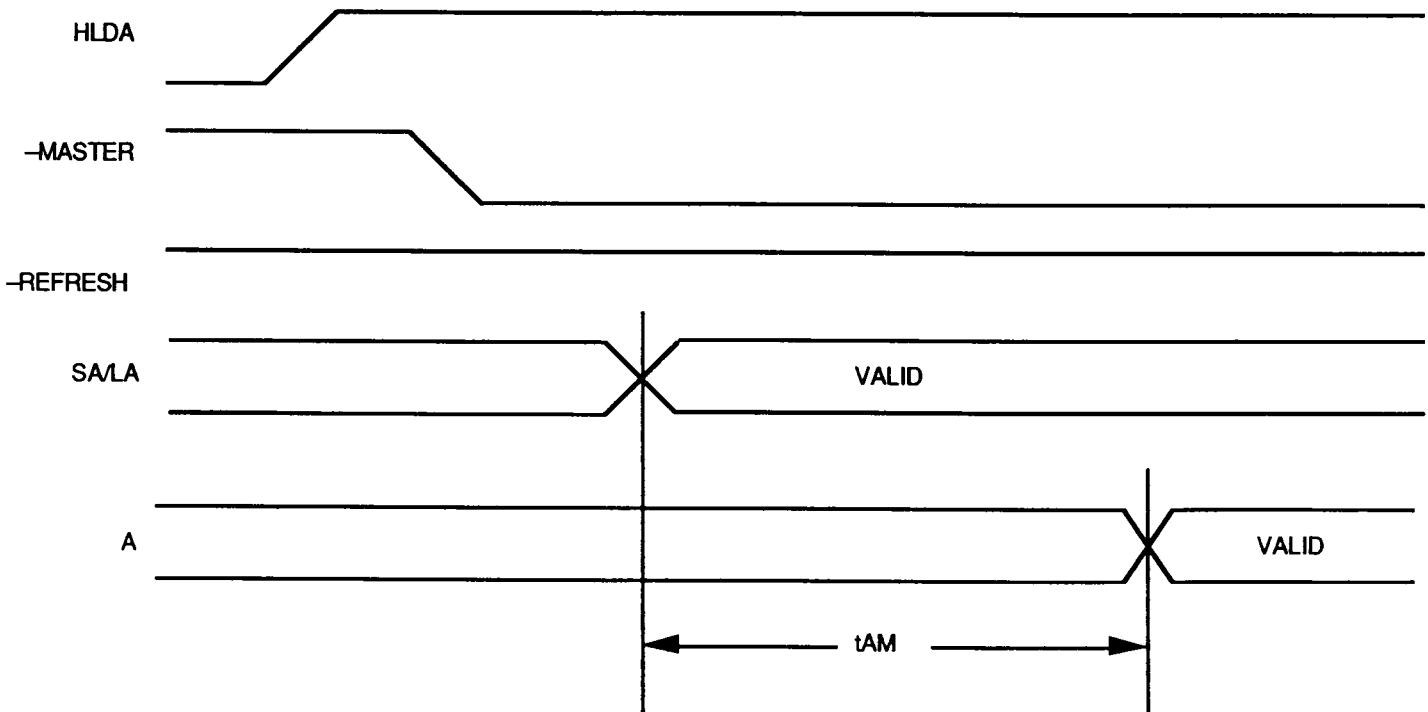 HLDA
–MASTER
–REFRESH
SA/LA
VALID
A
VALID
tAM